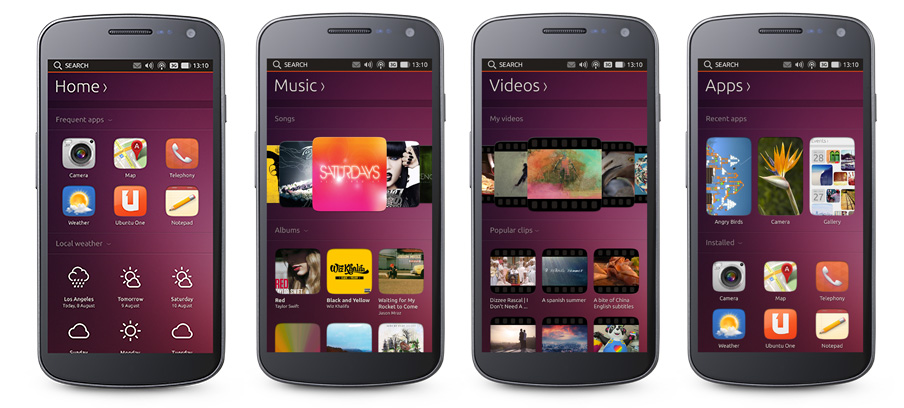 SEARCH
3G
13:10
Home ›
Frequent apps
Camera
Map
Telephony
Weather
Ubuntu One
Notepad
Local weather
Los Angeles
Today, 8 August
Tomorrow
9 August
Saturday
10 August
Sunday
Monday
Tuesday
SEARCH
3G
13:10
Music ›
Songs
SATURDAYS
Albums
Red
Taylor Swift
Wiz Khalifa
Black and Yellow
Wiz Khalifa
Waiting for My
Rocket to Come
Jason Mraz
SEARCH
3G
13:10
Videos ›
My videos
Popular clips
Dizzee Rascal | I
Don't Need A ...
A spanish summer
A bite of China
English subtitles
SEARCH
3G
13:10
Apps ›
Recent apps
Angry Birds
Camera
28
28
Gallery
Installed
Camera
Map
Telephony
Weather
Ubuntu One
Notepad